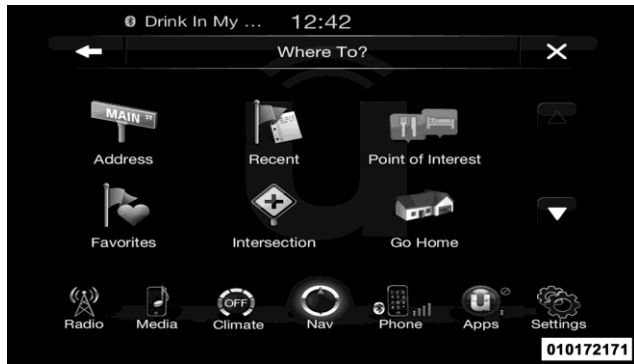 Drink In My ... 12:42
Where To?
MAIN ST
Address Recent Point of Interest
Favorites Intersection Go Home
OFF
Radio Media Climate Nav Phone Apps Settings
010172171